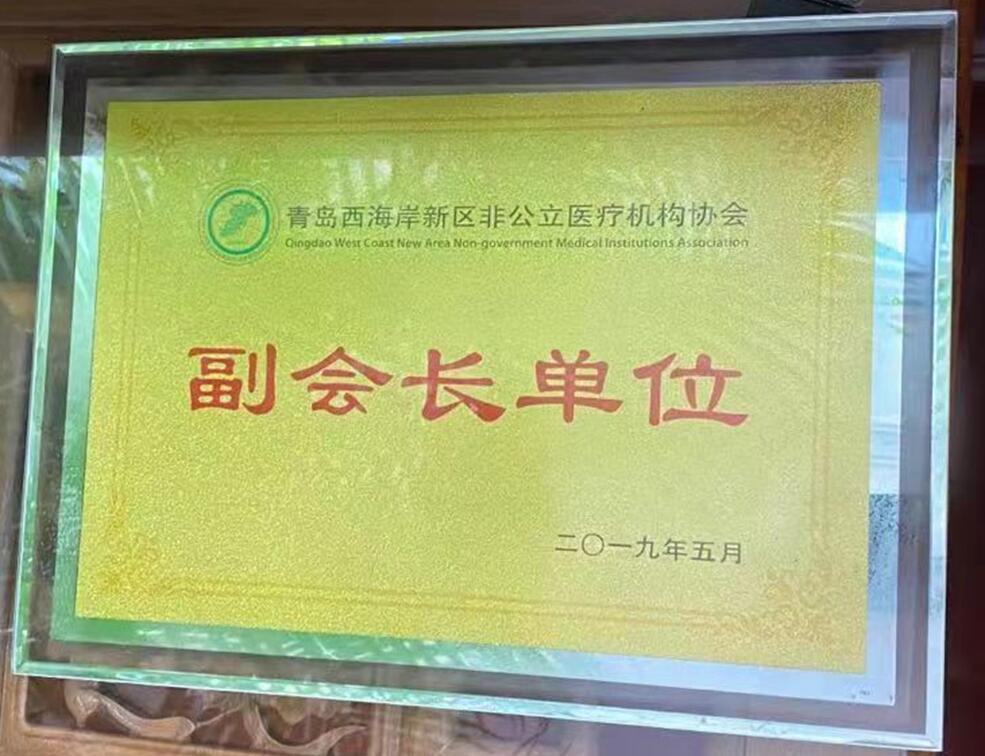 青岛西海岸新区非公立医疗机构协会
Qingdao West Coast New Area Non-government Medical Institutions Association
副会长单位
二〇一九年五月